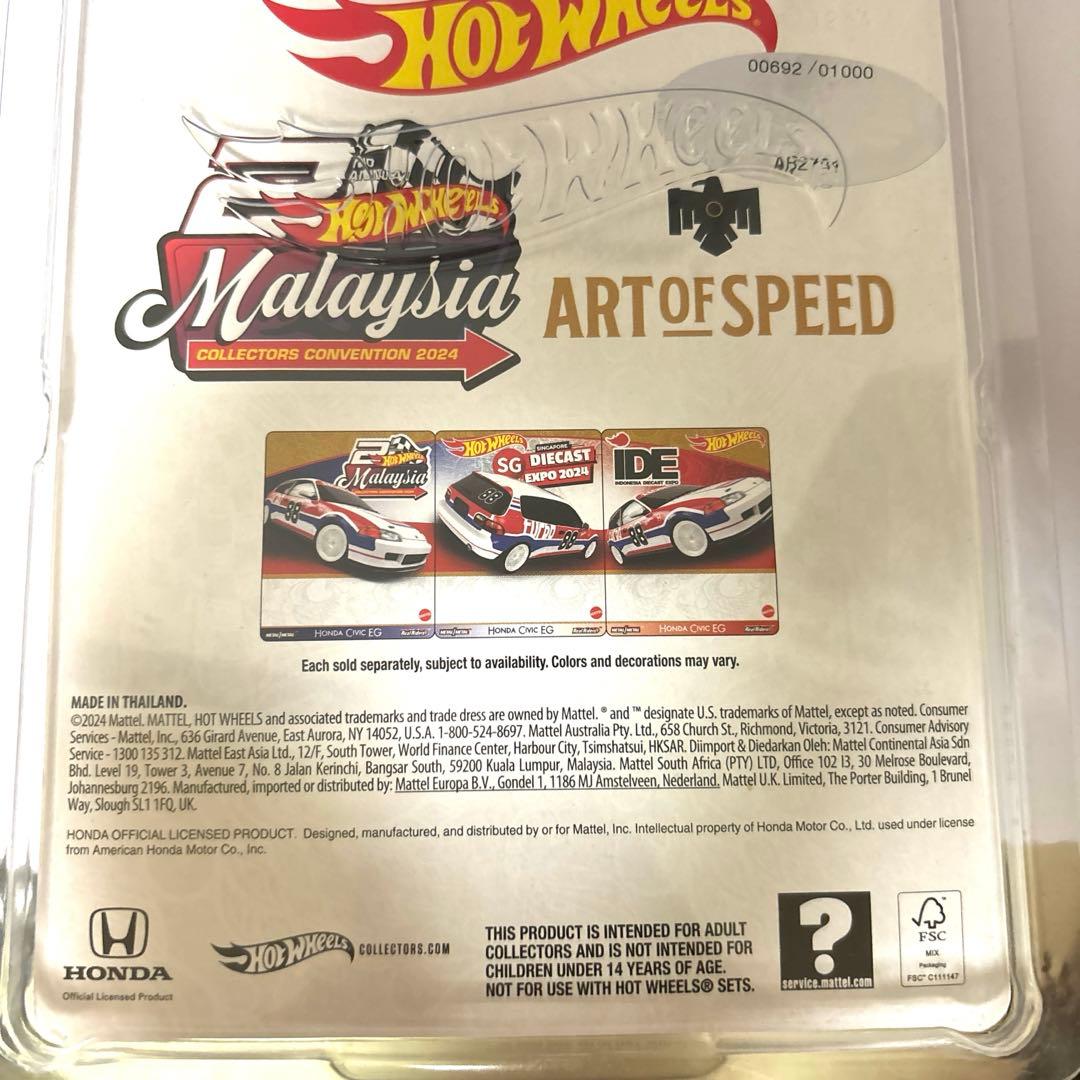 HOT WHEELS
00692 /01000
2ND ANNUAL
HOT WHEELS
Malaysia
COLLECTORS CONVENTION 2024
ART OF SPEED
HOT WHEELS
Malaysia
88
HONDA CIVIC EG
HOT WHEELS
SINGAPORE
SG DIECAST
EXPO 2024
88
88
HONDA CIVIC EG
HOT WHEELS
IDE
INDONESIA DIECAST EXPO
88
HONDA CIVIC EG
Each sold separately, subject to availability. Colors and decorations may vary.
MADE IN THAILAND.
©2024 Mattel. MATTEL, HOT WHEELS and associated trademarks and trade dress are owned by Mattel. ® and ™ designate U.S. trademarks of Mattel, except as noted. Consumer
Services - Mattel, Inc., 636 Girard Avenue, East Aurora, NY 14052, U.S.A. 1-800-524-8697. Mattel Australia Pty. Ltd., 658 Church St., Richmond, Victoria, 3121. Consumer Advisory
Service - 1300 135 312. Mattel East Asia Ltd., 12/F, South Tower, World Finance Center, Harbour City, Tsimshatsui, HKSAR. Diimport & Diedarkan Oleh: Mattel Continental Asia Sdn
Bhd. Level 19, Tower 3, Avenue 7, No. 8 Jalan Kerinchi, Bangsar South, 59200 Kuala Lumpur, Malaysia. Mattel South Africa (PTY) LTD, Office 102 I3, 30 Melrose Boulevard,
Johannesburg 2196. Manufactured, imported or distributed by: Mattel Europa B.V., Gondel 1, 1186 MJ Amstelveen, Nederland. Mattel U.K. Limited, The Porter Building, 1 Brunel
Way, Slough SL1 1FQ, UK.
HONDA OFFICIAL LICENSED PRODUCT. Designed, manufactured, and distributed by or for Mattel, Inc. Intellectual property of Honda Motor Co., Ltd. used under license
from American Honda Motor Co., Inc.
HONDA
Official Licensed Product
HOT WHEELS COLLECTORS.COM
THIS PRODUCT IS INTENDED FOR ADULT
COLLECTORS AND IS NOT INTENDED FOR
CHILDREN UNDER 14 YEARS OF AGE.
NOT FOR USE WITH HOT WHEELS® SETS.
?
service.mattel.com
FSC
MIX
Packaging
FSC™ C111147